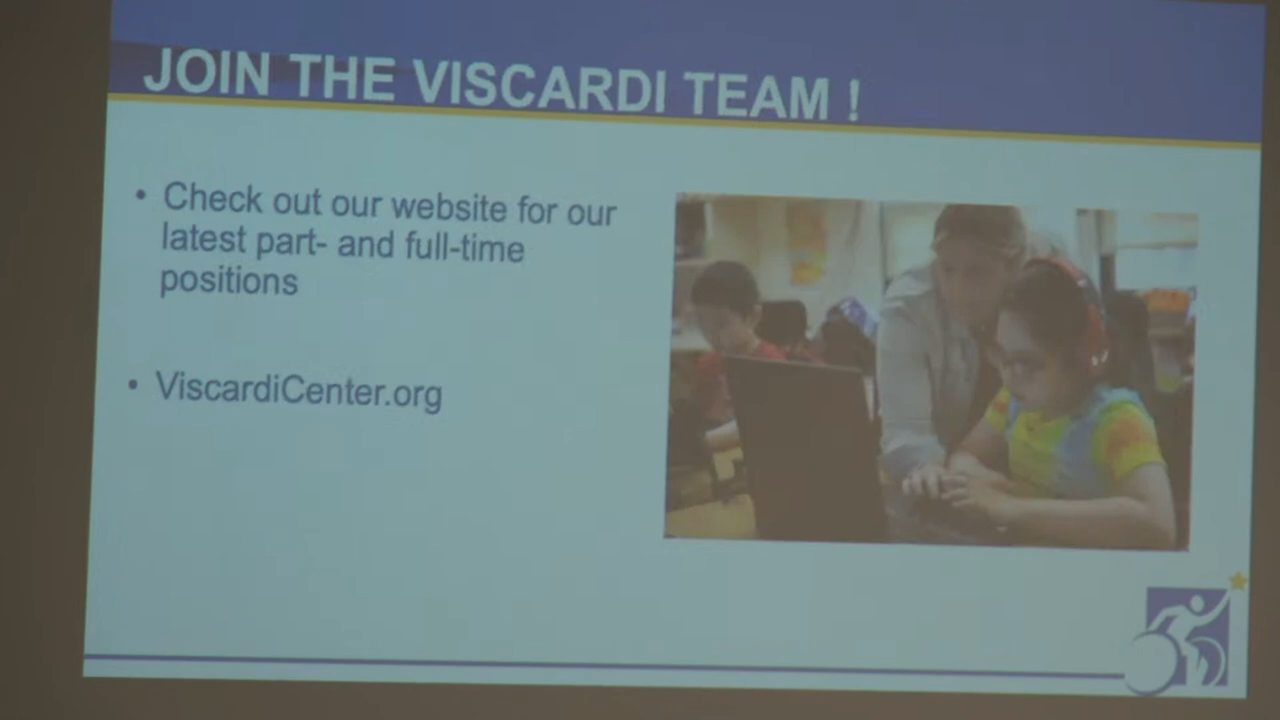 JOIN THE VISCARDI TEAM !
• Check out our website for our
latest part- and full-time
positions
• ViscardiCenter.org